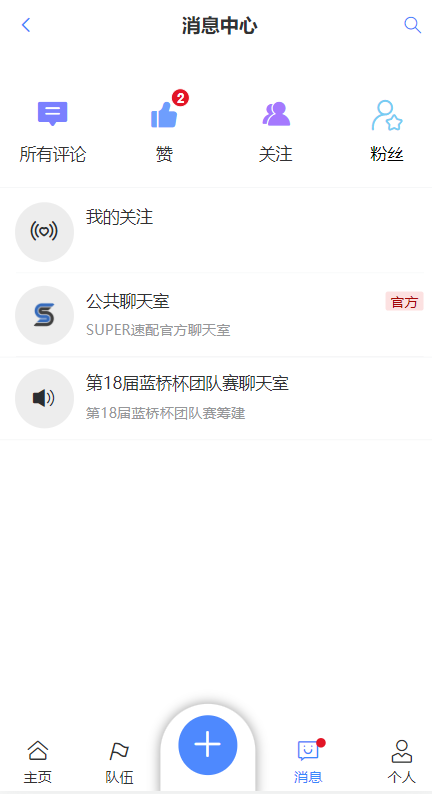 消息中心
2
所有评论 赞 关注 粉丝
我的关注
公共聊天室 官方
SUPER速配官方聊天室
第18届蓝桥杯团队赛聊天室
第18届蓝桥杯团队赛筹建
主页 队伍 消息 个人